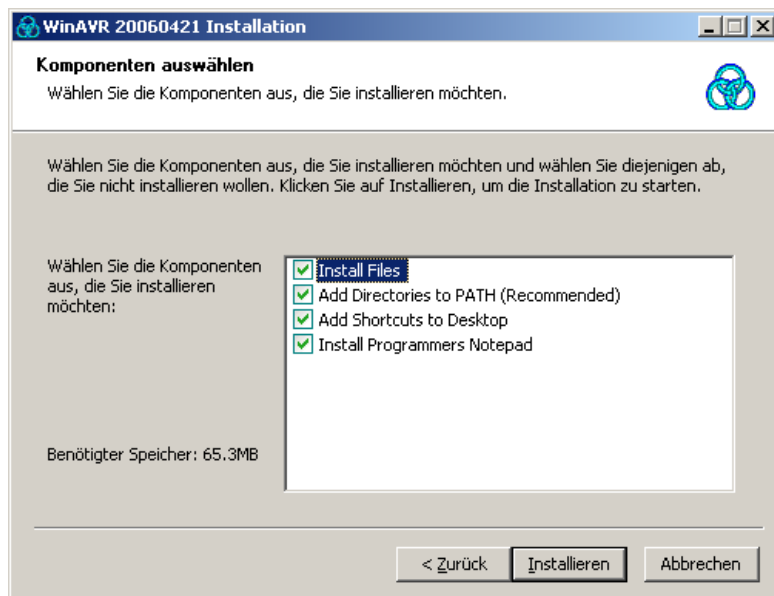 WinAVR 20060421 Installation
Komponenten auswählen
Wählen Sie die Komponenten aus, die Sie installieren möchten.
Wählen Sie die Komponenten aus, die Sie installieren möchten und wählen Sie diejenigen ab,
die Sie nicht installieren wollen. Klicken Sie auf Installieren, um die Installation zu starten.
Wählen Sie die Komponenten
aus, die Sie installieren
möchten:
Install Files
Add Directories to PATH (Recommended)
Add Shortcuts to Desktop
Install Programmers Notepad
Benötigter Speicher: 65.3MB
< Zurück
Installieren
Abbrechen